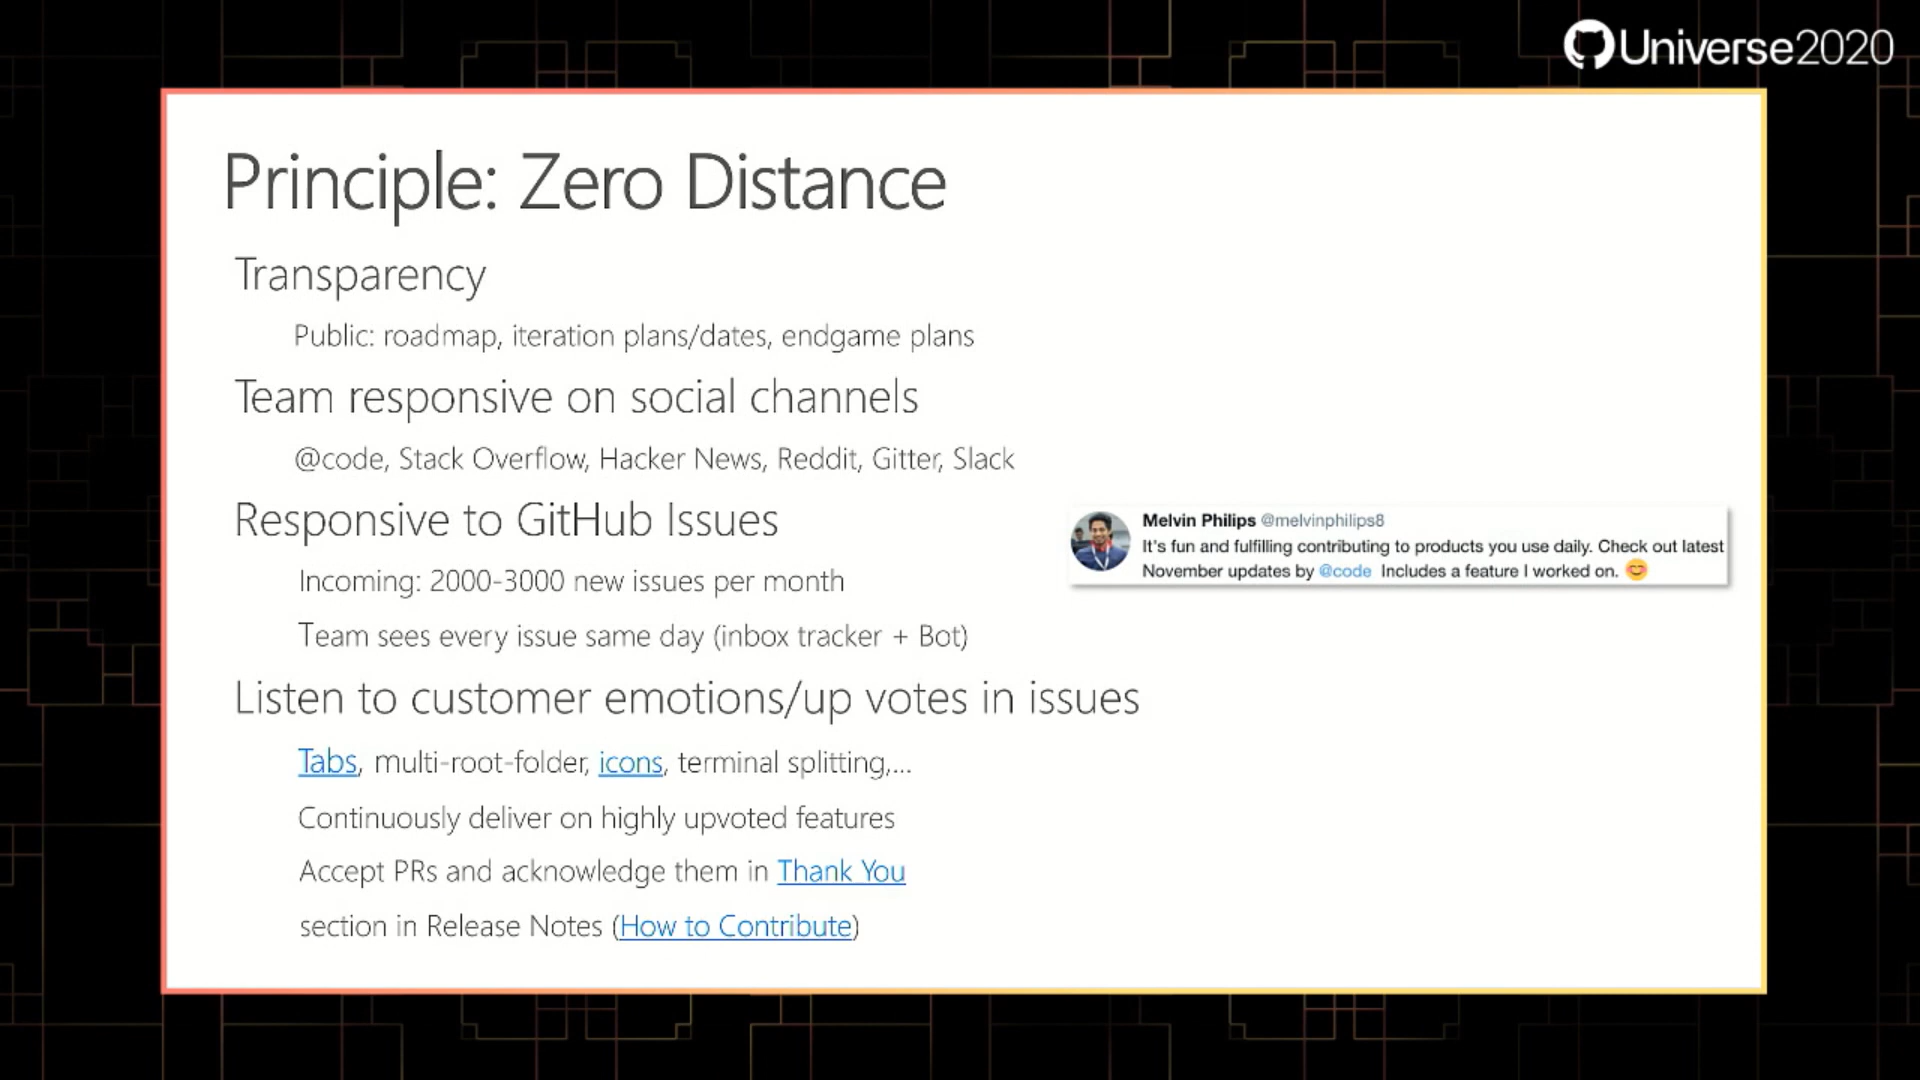 Universe2020
Principle: Zero Distance
Transparency
Public: roadmap, iteration plans/dates, endgame plans
Team responsive on social channels
@code, Stack Overflow, Hacker News, Reddit, Gitter, Slack
Responsive to GitHub Issues
Incoming: 2000-3000 new issues per month
Team sees every issue same day (inbox tracker + Bot)
Melvin Philips @melvinphilips8
It's fun and fulfilling contributing to products you use daily. Check out latest
November updates by @code Includes a feature I worked on. 😊
Listen to customer emotions/up votes in issues
Tabs, multi-root-folder, icons, terminal splitting,...
Continuously deliver on highly upvoted features
Accept PRs and acknowledge them in Thank You
section in Release Notes (How to Contribute)